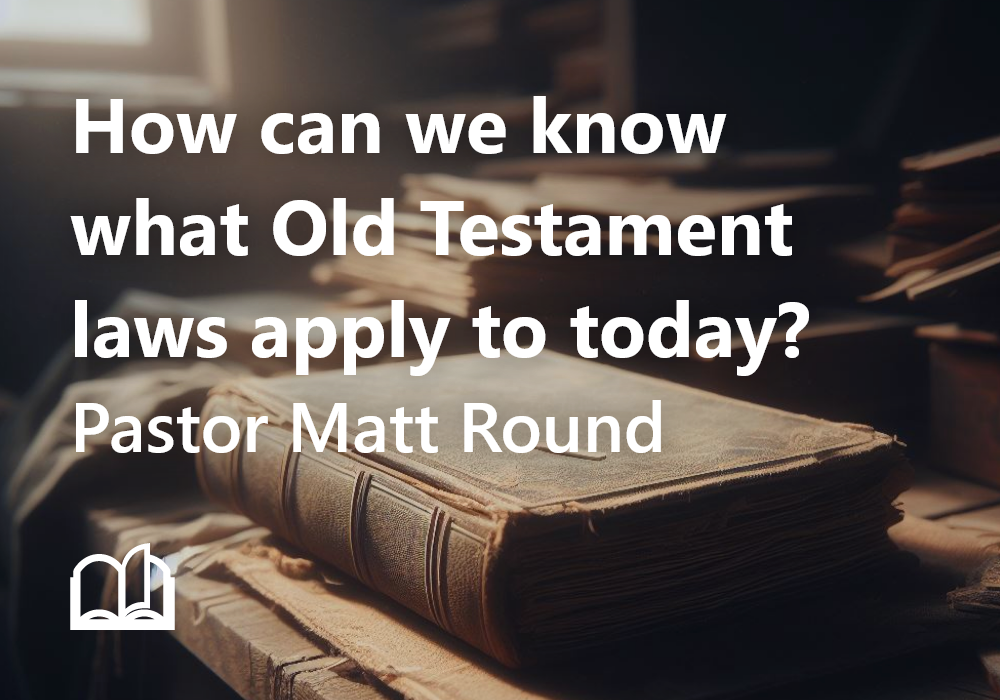 How can we know
what Old Testament
laws apply to today?
Pastor Matt Round